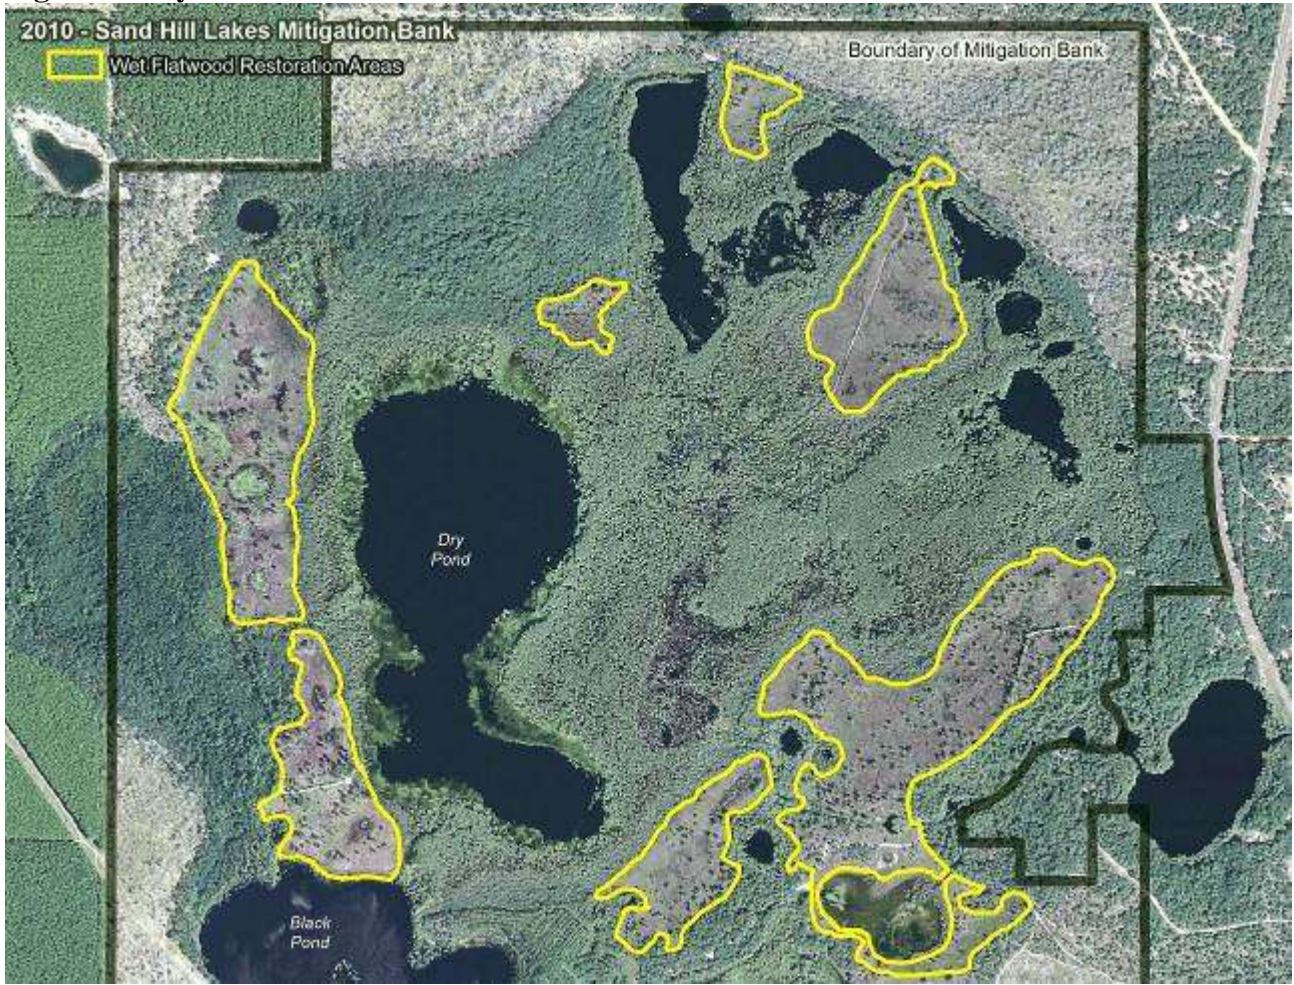 2010 - Sand Hill Lakes Mitigation Bank
Boundary of Mitigation Bank
Wet Flatwood Restoration Areas
Dry
Pond
Black
Pond